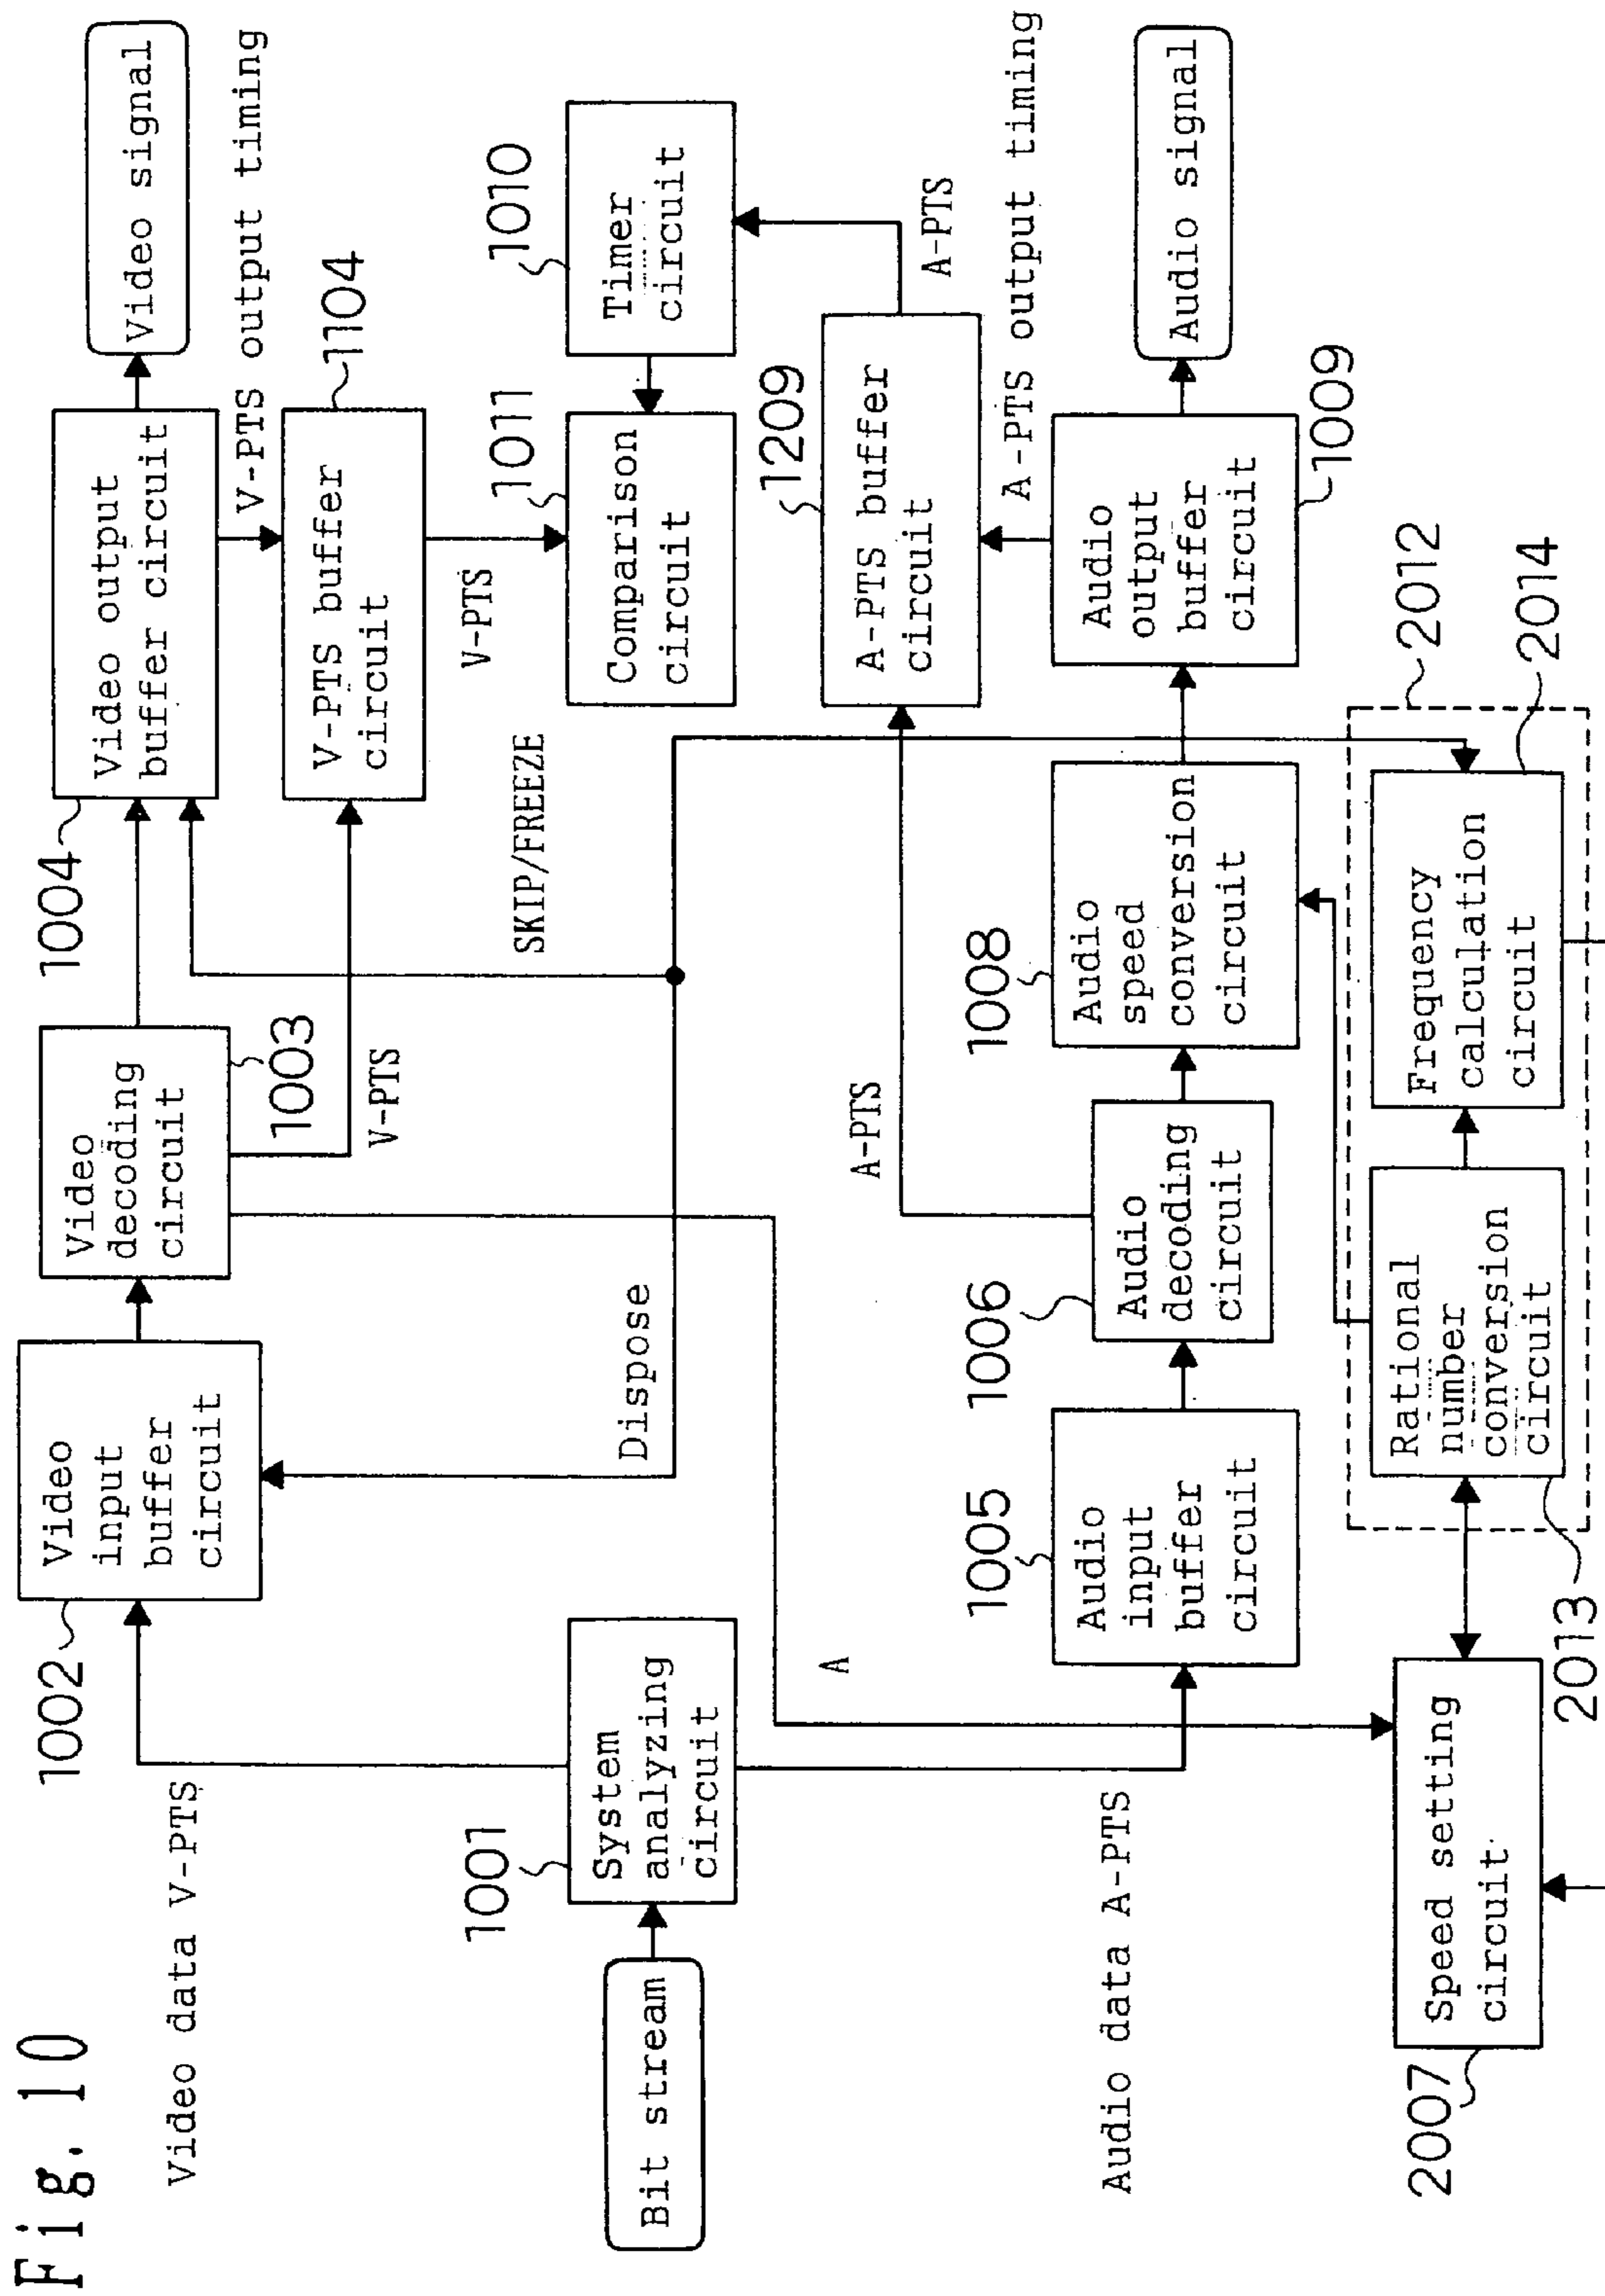 Fig. 10
Video data V-PTS
1002
Video
input
buffer
circuit
Video
decoding
circuit
1003
V-PTS
1004
Video output
buffer circuit
Video signal
V-PTS output timing
V-PTS buffer
circuit
1104
V-PTS
SKIP/FREEZE
Dispose
Bit stream
1001
System
analyzing
circuit
1011
Comparison
circuit
1010
Timer
circuit
A
A-PTS
1209
A-PTS buffer
circuit
A-PTS
A-PTS output timing
Audio data A-PTS
1005
Audio
input
buffer
circuit
1006
Audio
decoding
circuit
1008
Audio
speed
conversion
circuit
Audio
output
buffer
circuit
1009
Audio signal
2007
Speed setting
circuit
2013
Rational
number
conversion
circuit
Frequency
calculation
circuit
2012
2014